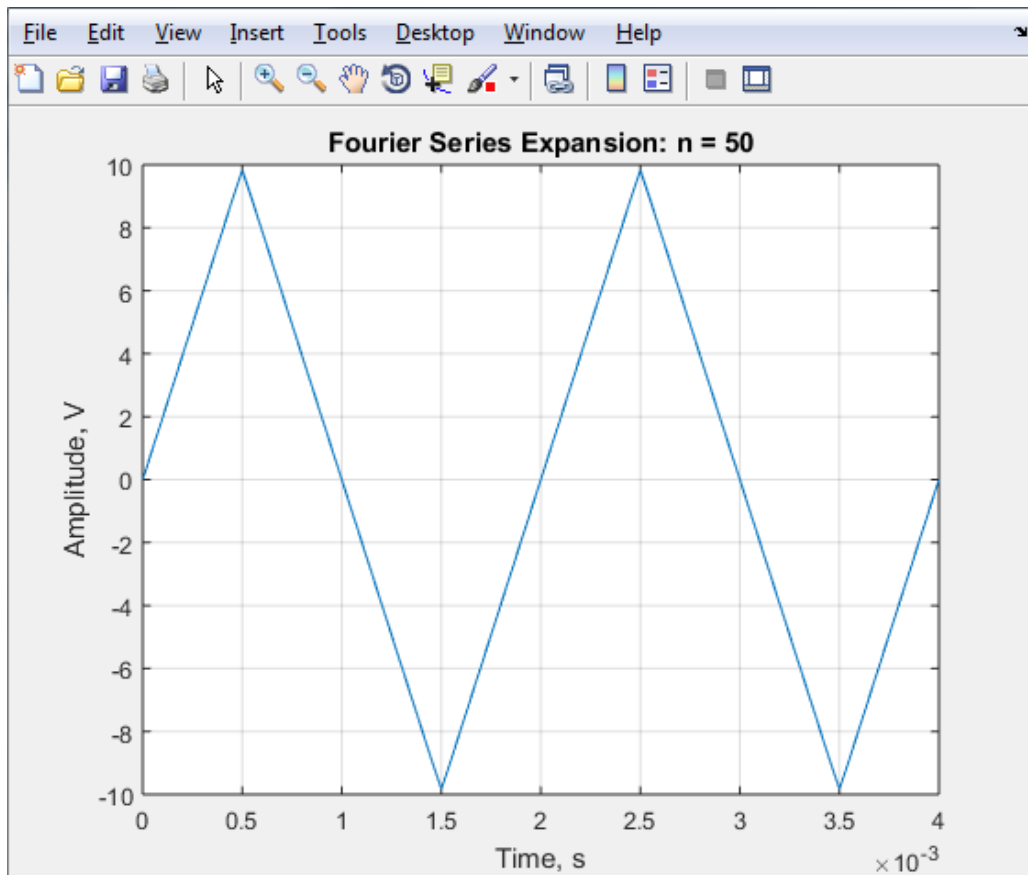 File Edit View Insert Tools Desktop Window Help
Fourier Series Expansion: n = 50
10
8
6
4
2
0
-2
-4
-6
-8
-10
Amplitude, V
0 0.5 1 1.5 2 2.5 3 3.5 4
Time, s
×10⁻³